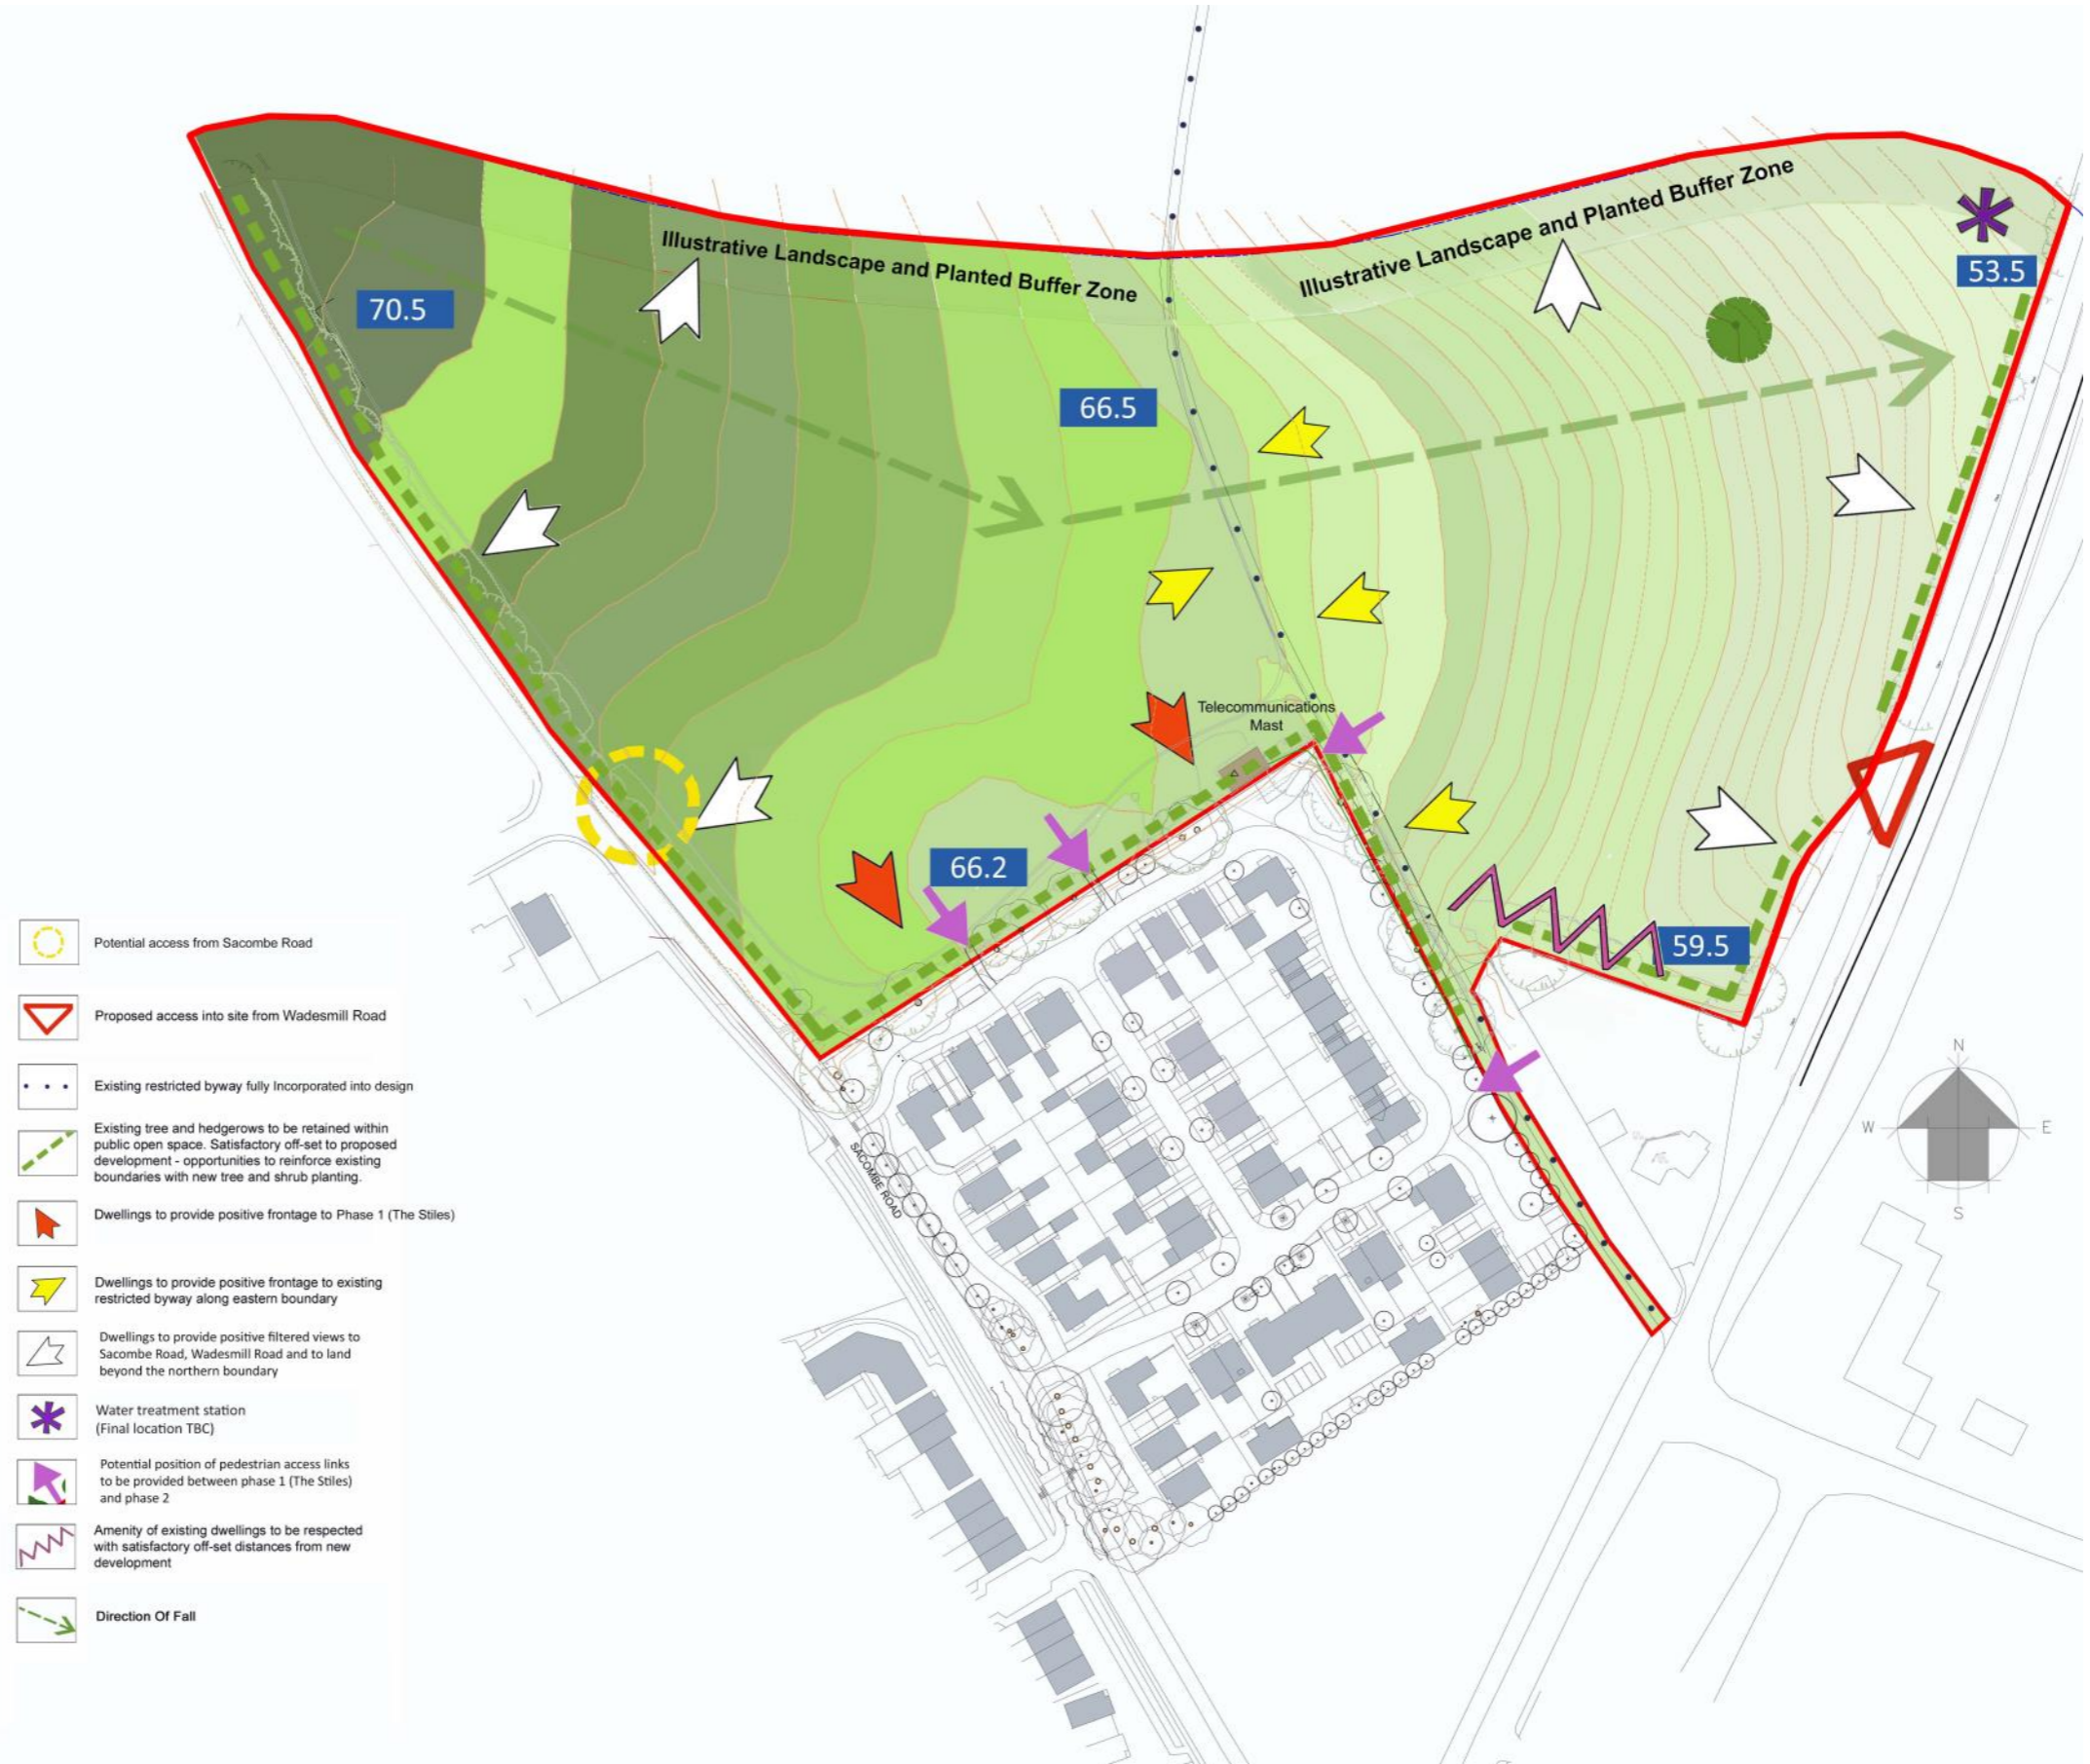 Illustrative Landscape and Planted Buffer Zone
Illustrative Landscape and Planted Buffer Zone
53.5
70.5
66.5
Telecommunications
Mast
66.2
59.5
SACOMBE ROAD
N
W
E
S
Potential access from Sacombe Road
Proposed access into site from Wadesmill Road
Existing restricted byway fully Incorporated into design
Existing tree and hedgerows to be retained within
public open space. Satisfactory off-set to proposed
development - opportunities to reinforce existing
boundaries with new tree and shrub planting.
Dwellings to provide positive frontage to Phase 1 (The Stiles)
Dwellings to provide positive frontage to existing
restricted byway along eastern boundary
Dwellings to provide positive filtered views to
Sacombe Road, Wadesmill Road and to land
beyond the northern boundary
Water treatment station
(Final location TBC)
Potential position of pedestrian access links
to be provided between phase 1 (The Stiles)
and phase 2
Amenity of existing dwellings to be respected
with satisfactory off-set distances from new
development
Direction Of Fall